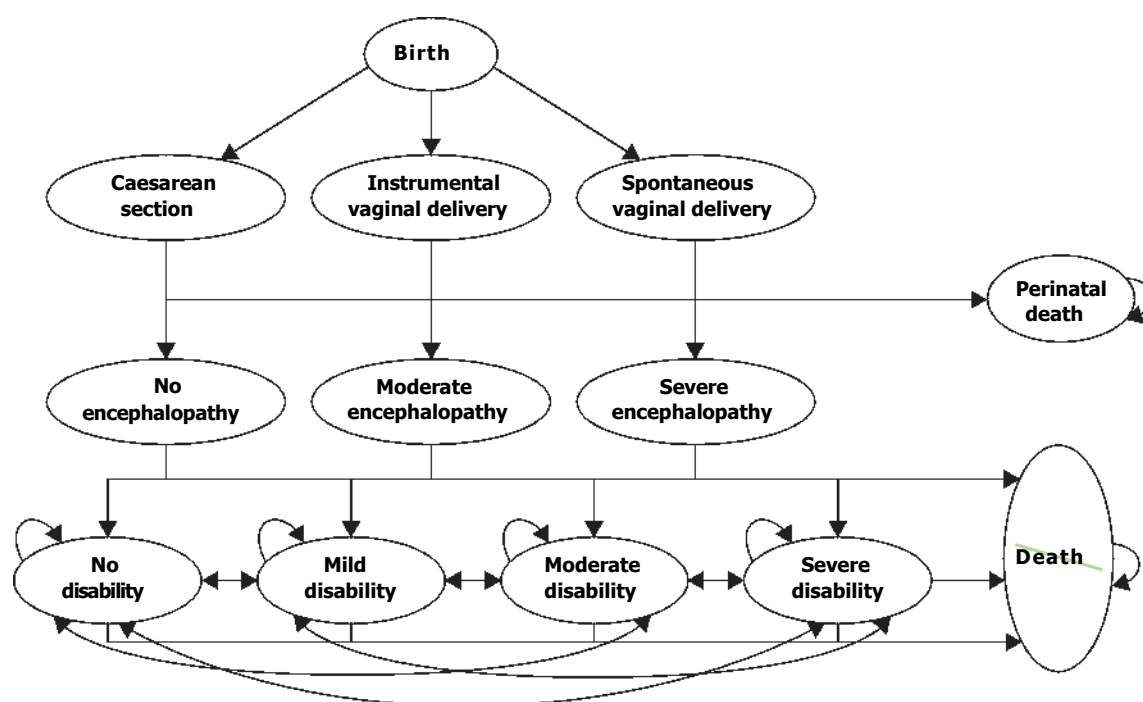 Birth
Caesarean
section
Instrumental
vaginal delivery
Spontaneous
vaginal delivery
Perinatal
death
No
encephalopathy
Moderate
encephalopathy
Severe
encephalopathy
No
disability
Mild
disability
Moderate
disability
Severe
disability
Death